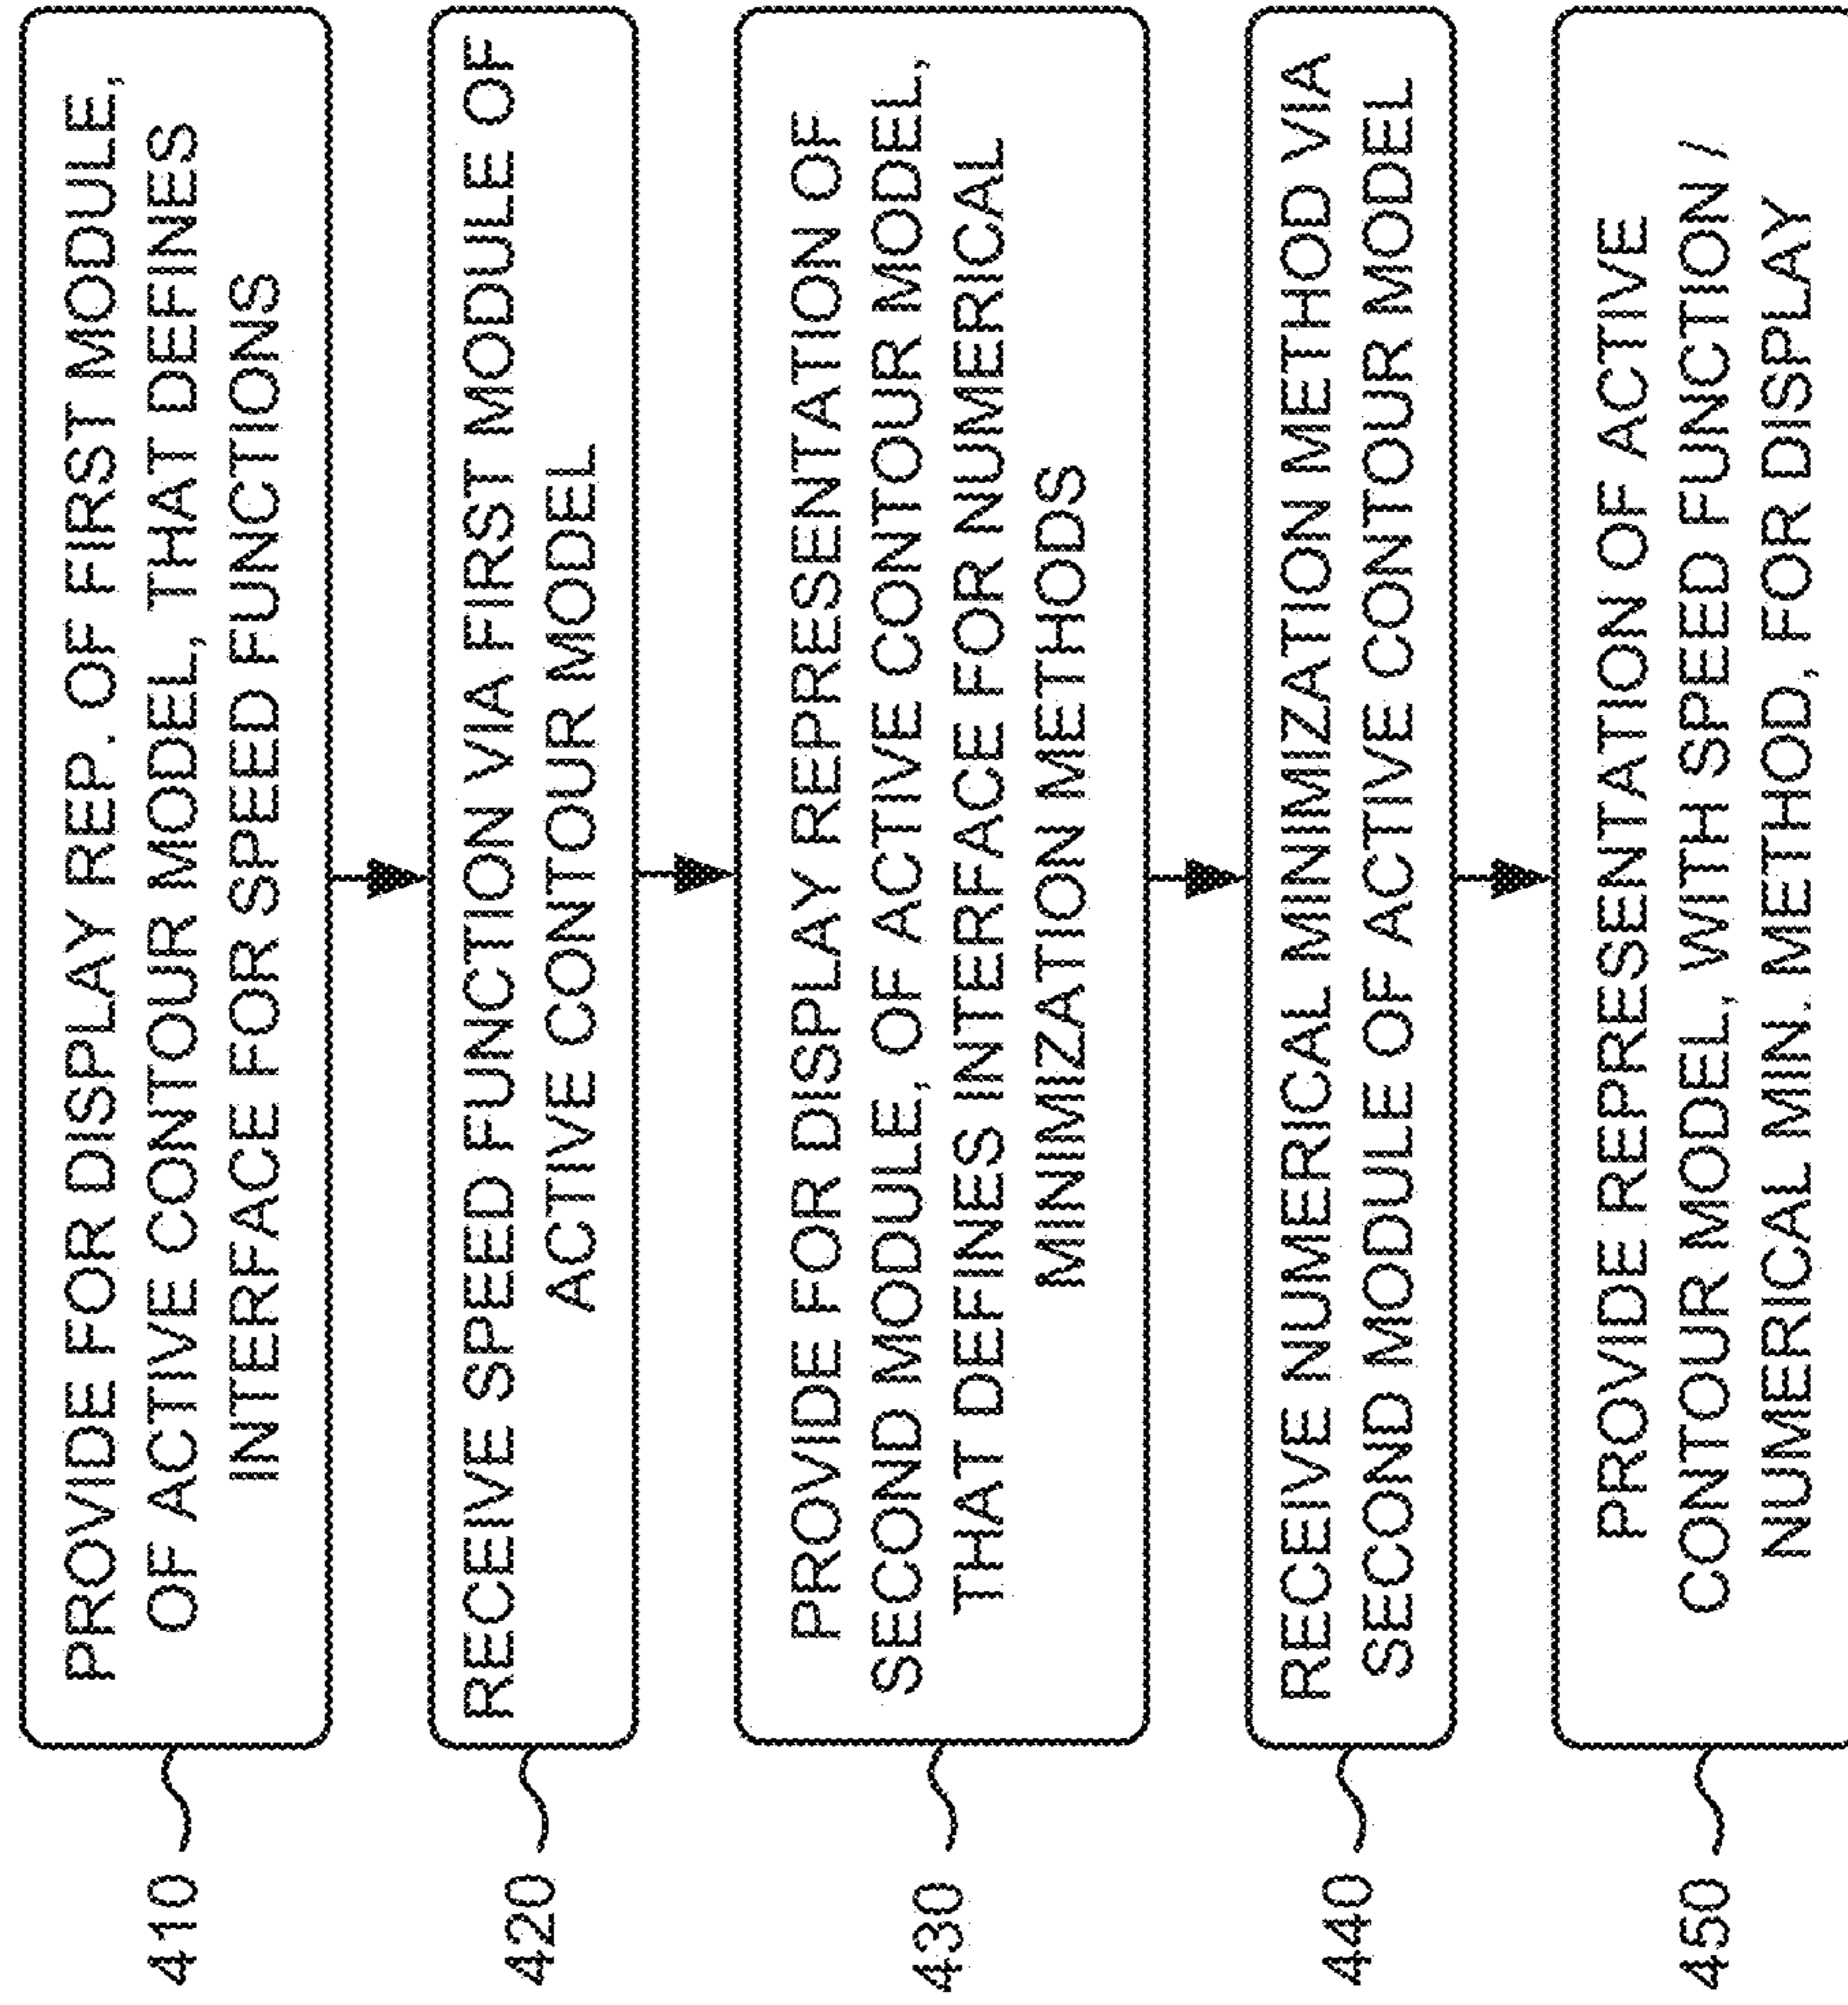 410
PROVIDE FOR DISPLAY REP. OF FIRST MODULE,
OF ACTIVE CONTOUR MODEL, THAT DEFINES
INTERFACE FOR SPEED FUNCTIONS
420
RECEIVE SPEED FUNCTION VIA FIRST MODULE OF
ACTIVE CONTOUR MODEL
430
PROVIDE FOR DISPLAY REPRESENTATION OF
SECOND MODULE, OF ACTIVE CONTOUR MODEL,
THAT DEFINES INTERFACE FOR NUMERICAL
MINIMIZATION METHODS
440
RECEIVE NUMERICAL MINIMIZATION METHOD VIA
SECOND MODULE OF ACTIVE CONTOUR MODEL
450
PROVIDE REPRESENTATION OF ACTIVE
CONTOUR MODEL, WITH SPEED FUNCTION /
NUMERICAL MIN. METHOD, FOR DISPLAY